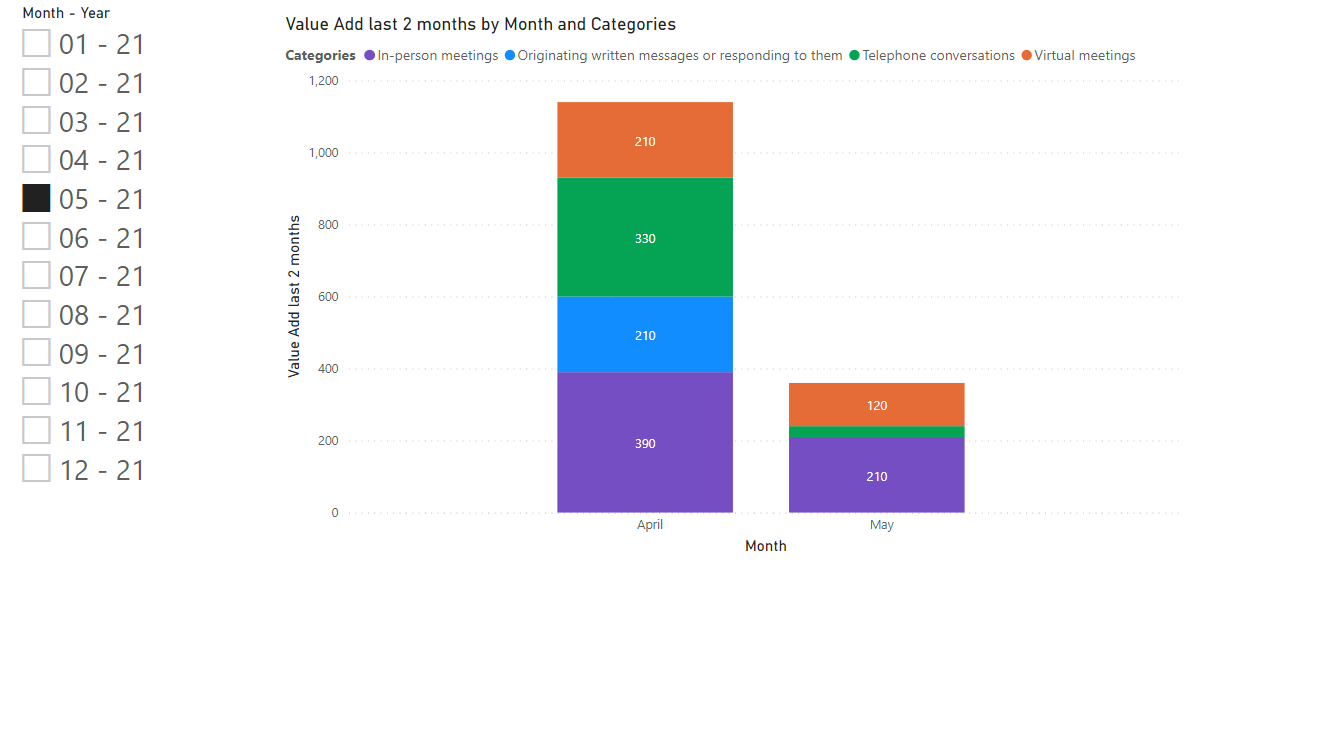 Month - Year
01 - 21
02 - 21
03 - 21
04 - 21
05 - 21
06 - 21
07 - 21
08 - 21
09 - 21
10 - 21
11 - 21
12 - 21
Value Add last 2 months by Month and Categories
Categories In-person meetings Originating written messages or responding to them Telephone conversations Virtual meetings
Value Add last 2 months
1,200
1,000
800
600
400
200
0
210
330
210
390
120
210
April May
Month